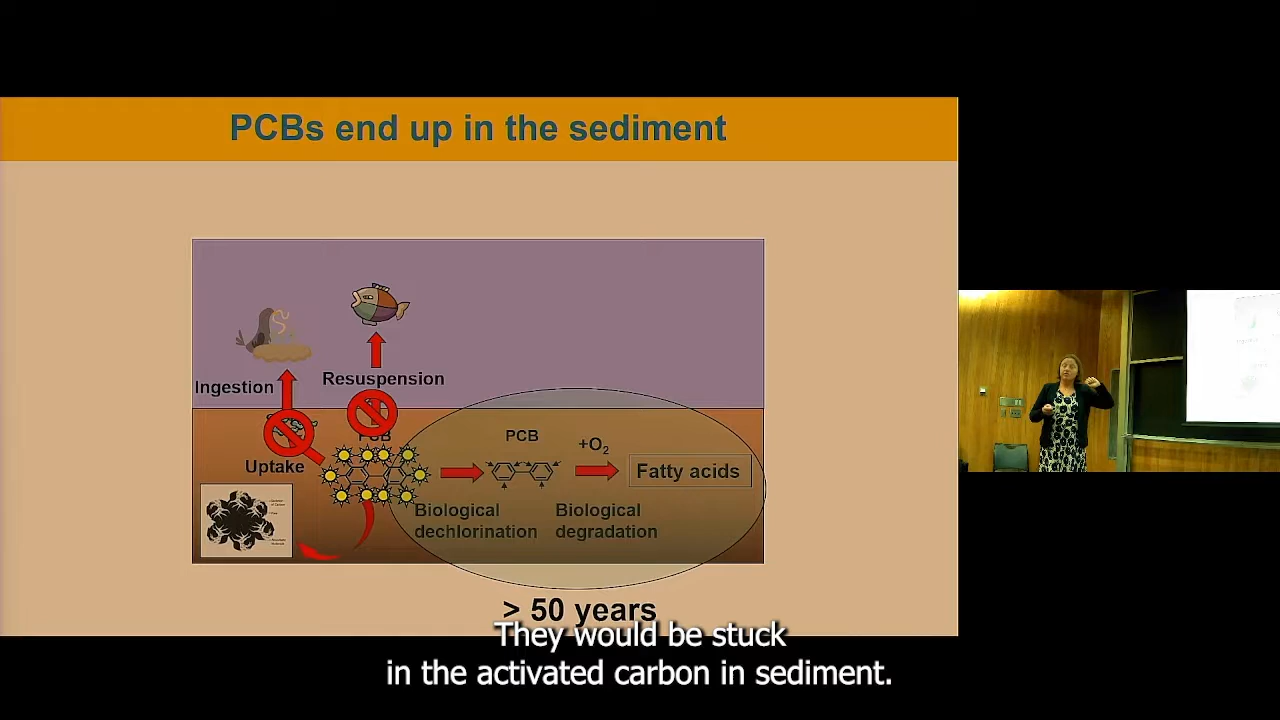 PCBs end up in the sediment
Ingestion
Resuspension
Uptake
PCB
PCB
+O₂
Fatty acids
Biological
dechlorination
Biological
degradation
> 50 years
They would be stuck
in the activated carbon in sediment.